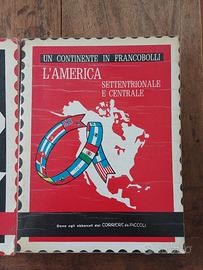 UN CONTINENTE IN FRANCOBOLLI
L'AMERICA
SETTENTRIONALE
E CENTRALE
Dono agli abbonati del CORRIERE dei PICCOLI